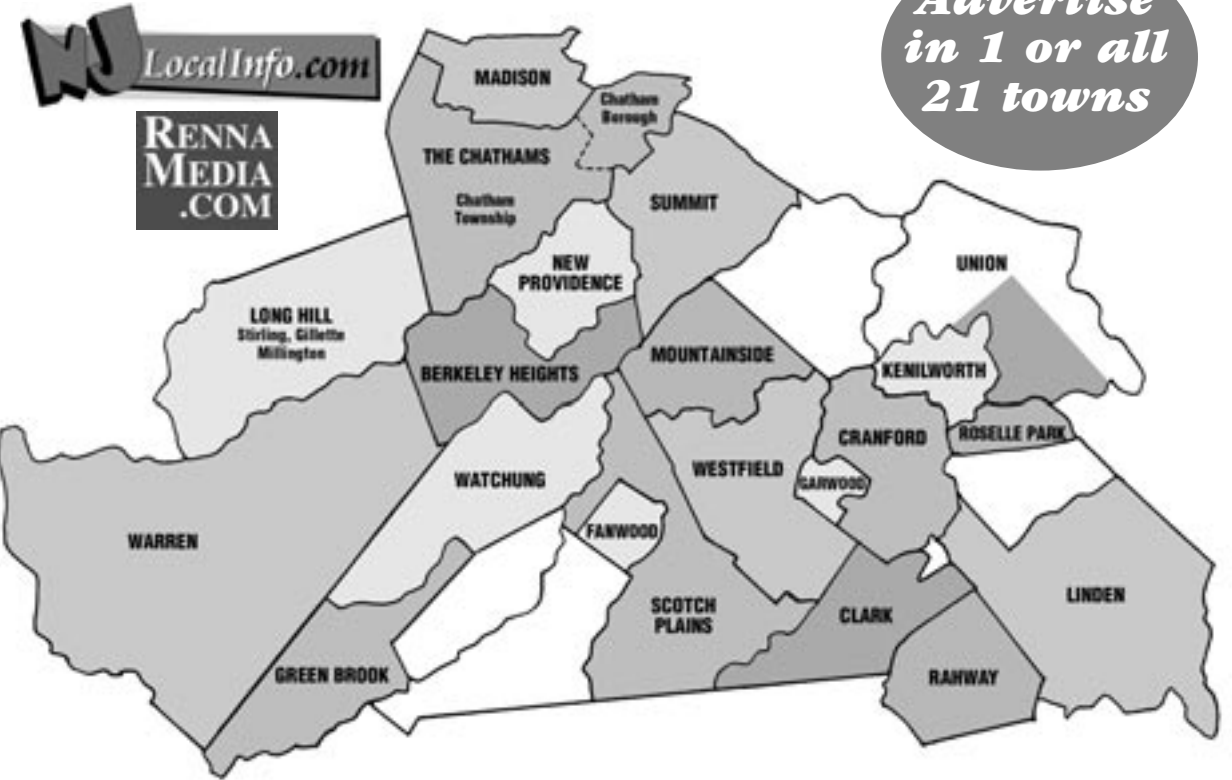 NJ LocalInfo.com
RENNA
MEDIA
.COM
Advertise
in 1 or all
21 towns
MADISON
Chatham
Borough
THE CHATHAMS
Chatham
Township
SUMMIT
NEW
PROVIDENCE
UNION
LONG HILL
Stirling, Gillette
Millington
BERKELEY HEIGHTS
MOUNTAINSIDE
KENILWORTH
CRANFORD
ROSELLE PARK
WATCHUNG
WESTFIELD
GARWOOD
WARREN
FANWOOD
LINDEN
SCOTCH
PLAINS
CLARK
GREEN BROOK
RAHWAY